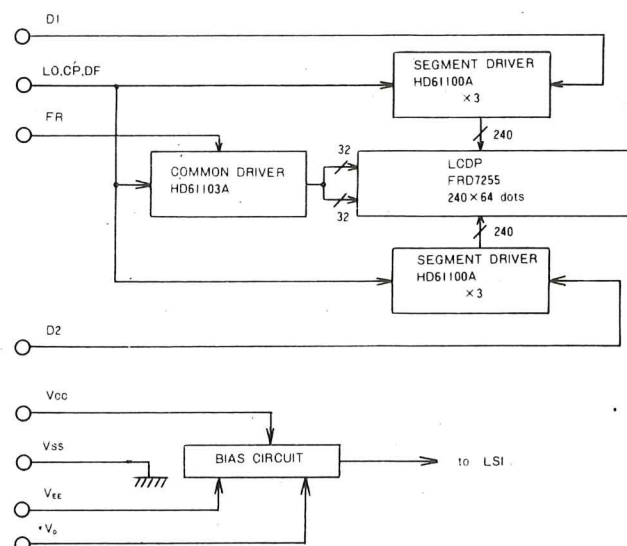 D1
LO,CP,DF
FR
SEGMENT DRIVER
HD61100A
×3
240
COMMON DRIVER
HD61103A
32
32
LCDP
FRD7255
240×64 dots
240
SEGMENT DRIVER
HD61100A
×3
D2
Vcc
Vss
VEE
Vo
BIAS CIRCUIT
to LSI